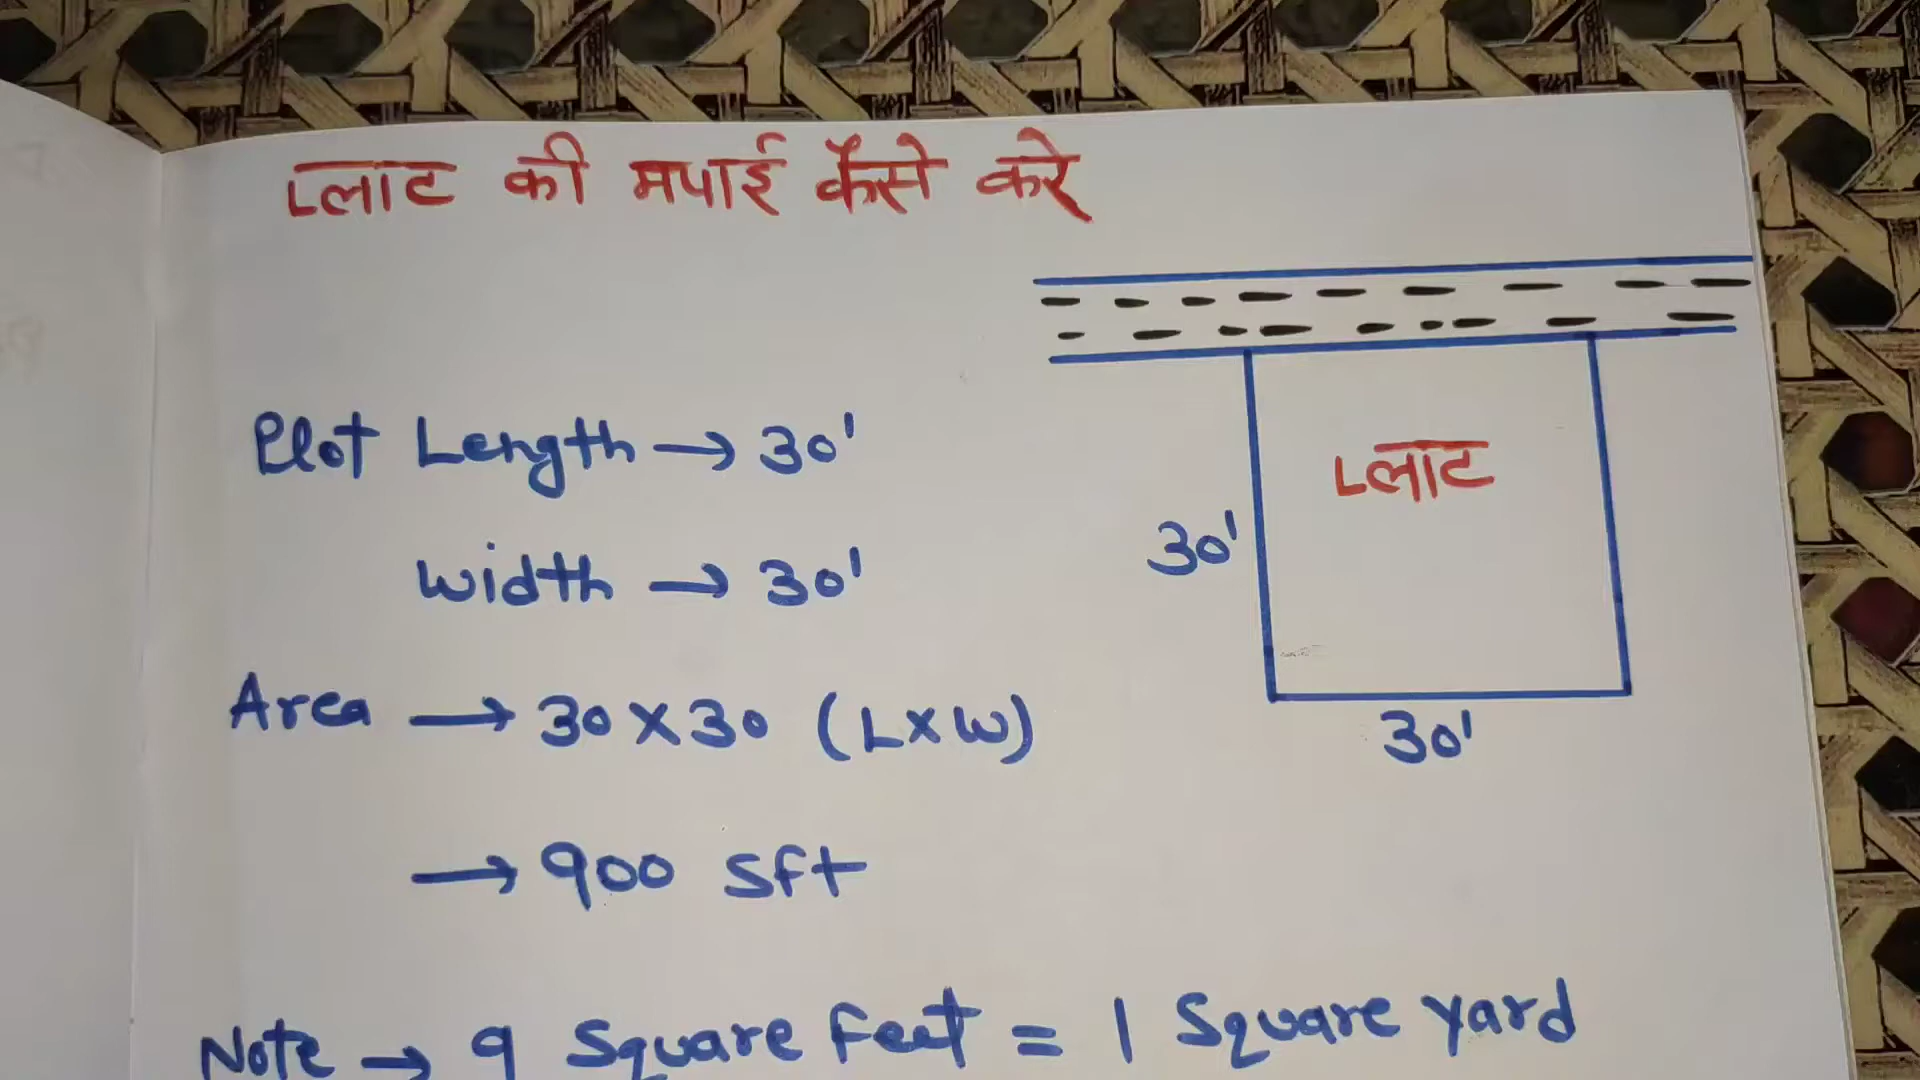 प्लाट की मपाई कैसे करे
Plot Length → 30'
width → 30'
Area → 30 X 30 (L X W)
→ 900 Sft
Note → 9 Square Feet = 1 Square Yard
प्लाट
30'
30'